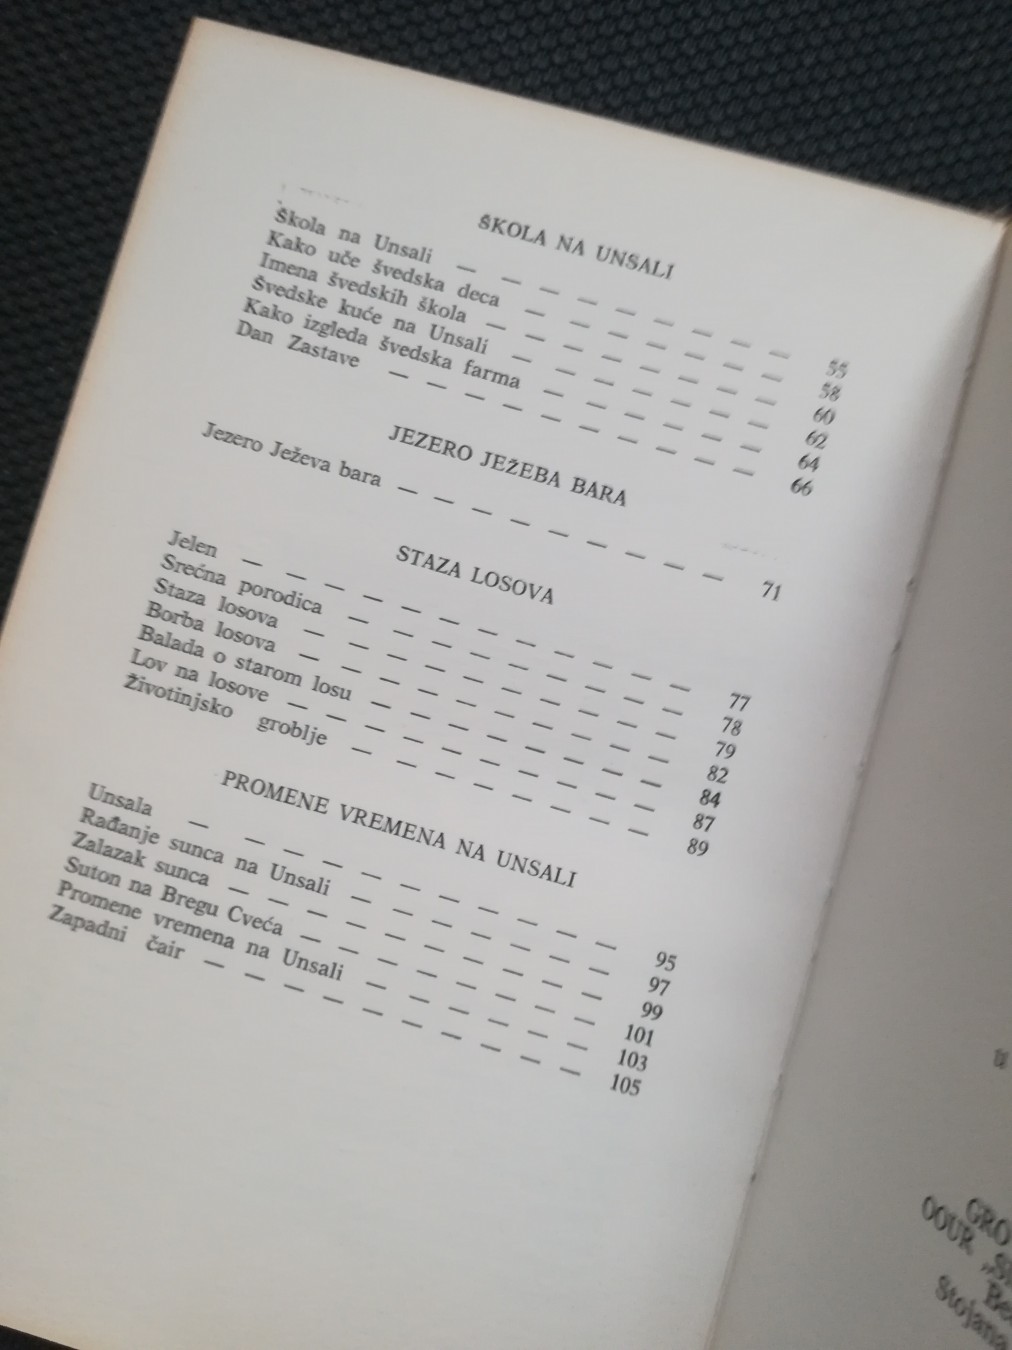 ŠKOLA NA UNSALI
Škola na Unsali — — — — — — — — — 55
Kako uče švedska deca — — — — — — — 58
Imena švedskih škola — — — — — — — — 60
Švedske kuće na Unsali — — — — — — — 62
Kako izgleda švedska farma — — — — — — 64
Dan Zastave — — — — — — — — — — 66
JEZERO JEŽEBA BARA
Jezero Ježeva bara — — — — — — — — — 71
STAZA LOSOVA
Jelen — — — — — — — — — — — — 77
Srećna porodica — — — — — — — — — 78
Staza losova — — — — — — — — — — 79
Borba losova — — — — — — — — — — 82
Balada o starom losu — — — — — — — — 84
Lov na losove — — — — — — — — — — 87
Životinjsko groblje — — — — — — — — 89
PROMENE VREMENA NA UNSALI
Unsala — — — — — — — — — — — 95
Rađanje sunca na Unsali — — — — — — — 97
Zalazak sunca — — — — — — — — — — 99
Suton na Bregu Cveća — — — — — — — — 101
Promene vremena na Unsali — — — — — — 103
Zapadni čair — — — — — — — — — — 105
GRO
OOUR
Stojana